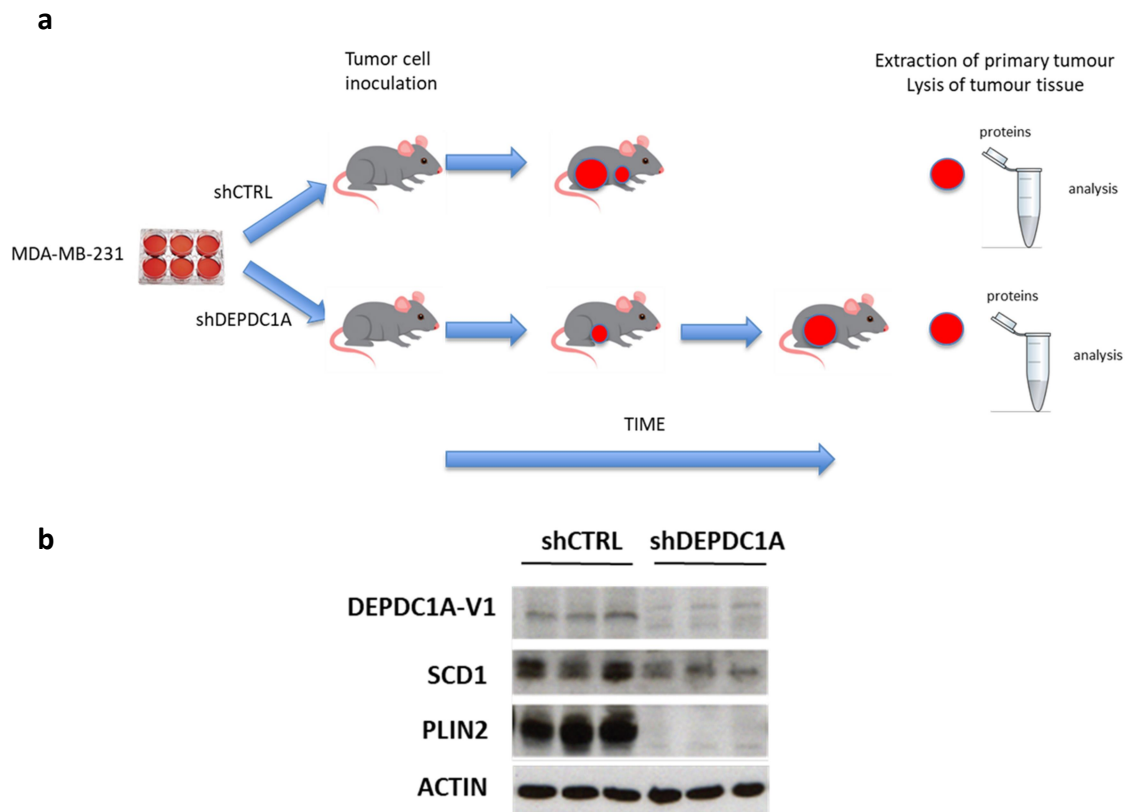 a
Tumor cell
inoculation
Extraction of primary tumour
Lysis of tumour tissue
proteins
shCTRL
analysis
MDA-MB-231
shDEPDC1A
proteins
analysis
TIME
b
shCTRL shDEPDC1A
DEPDC1A-V1
SCD1
PLIN2
ACTIN